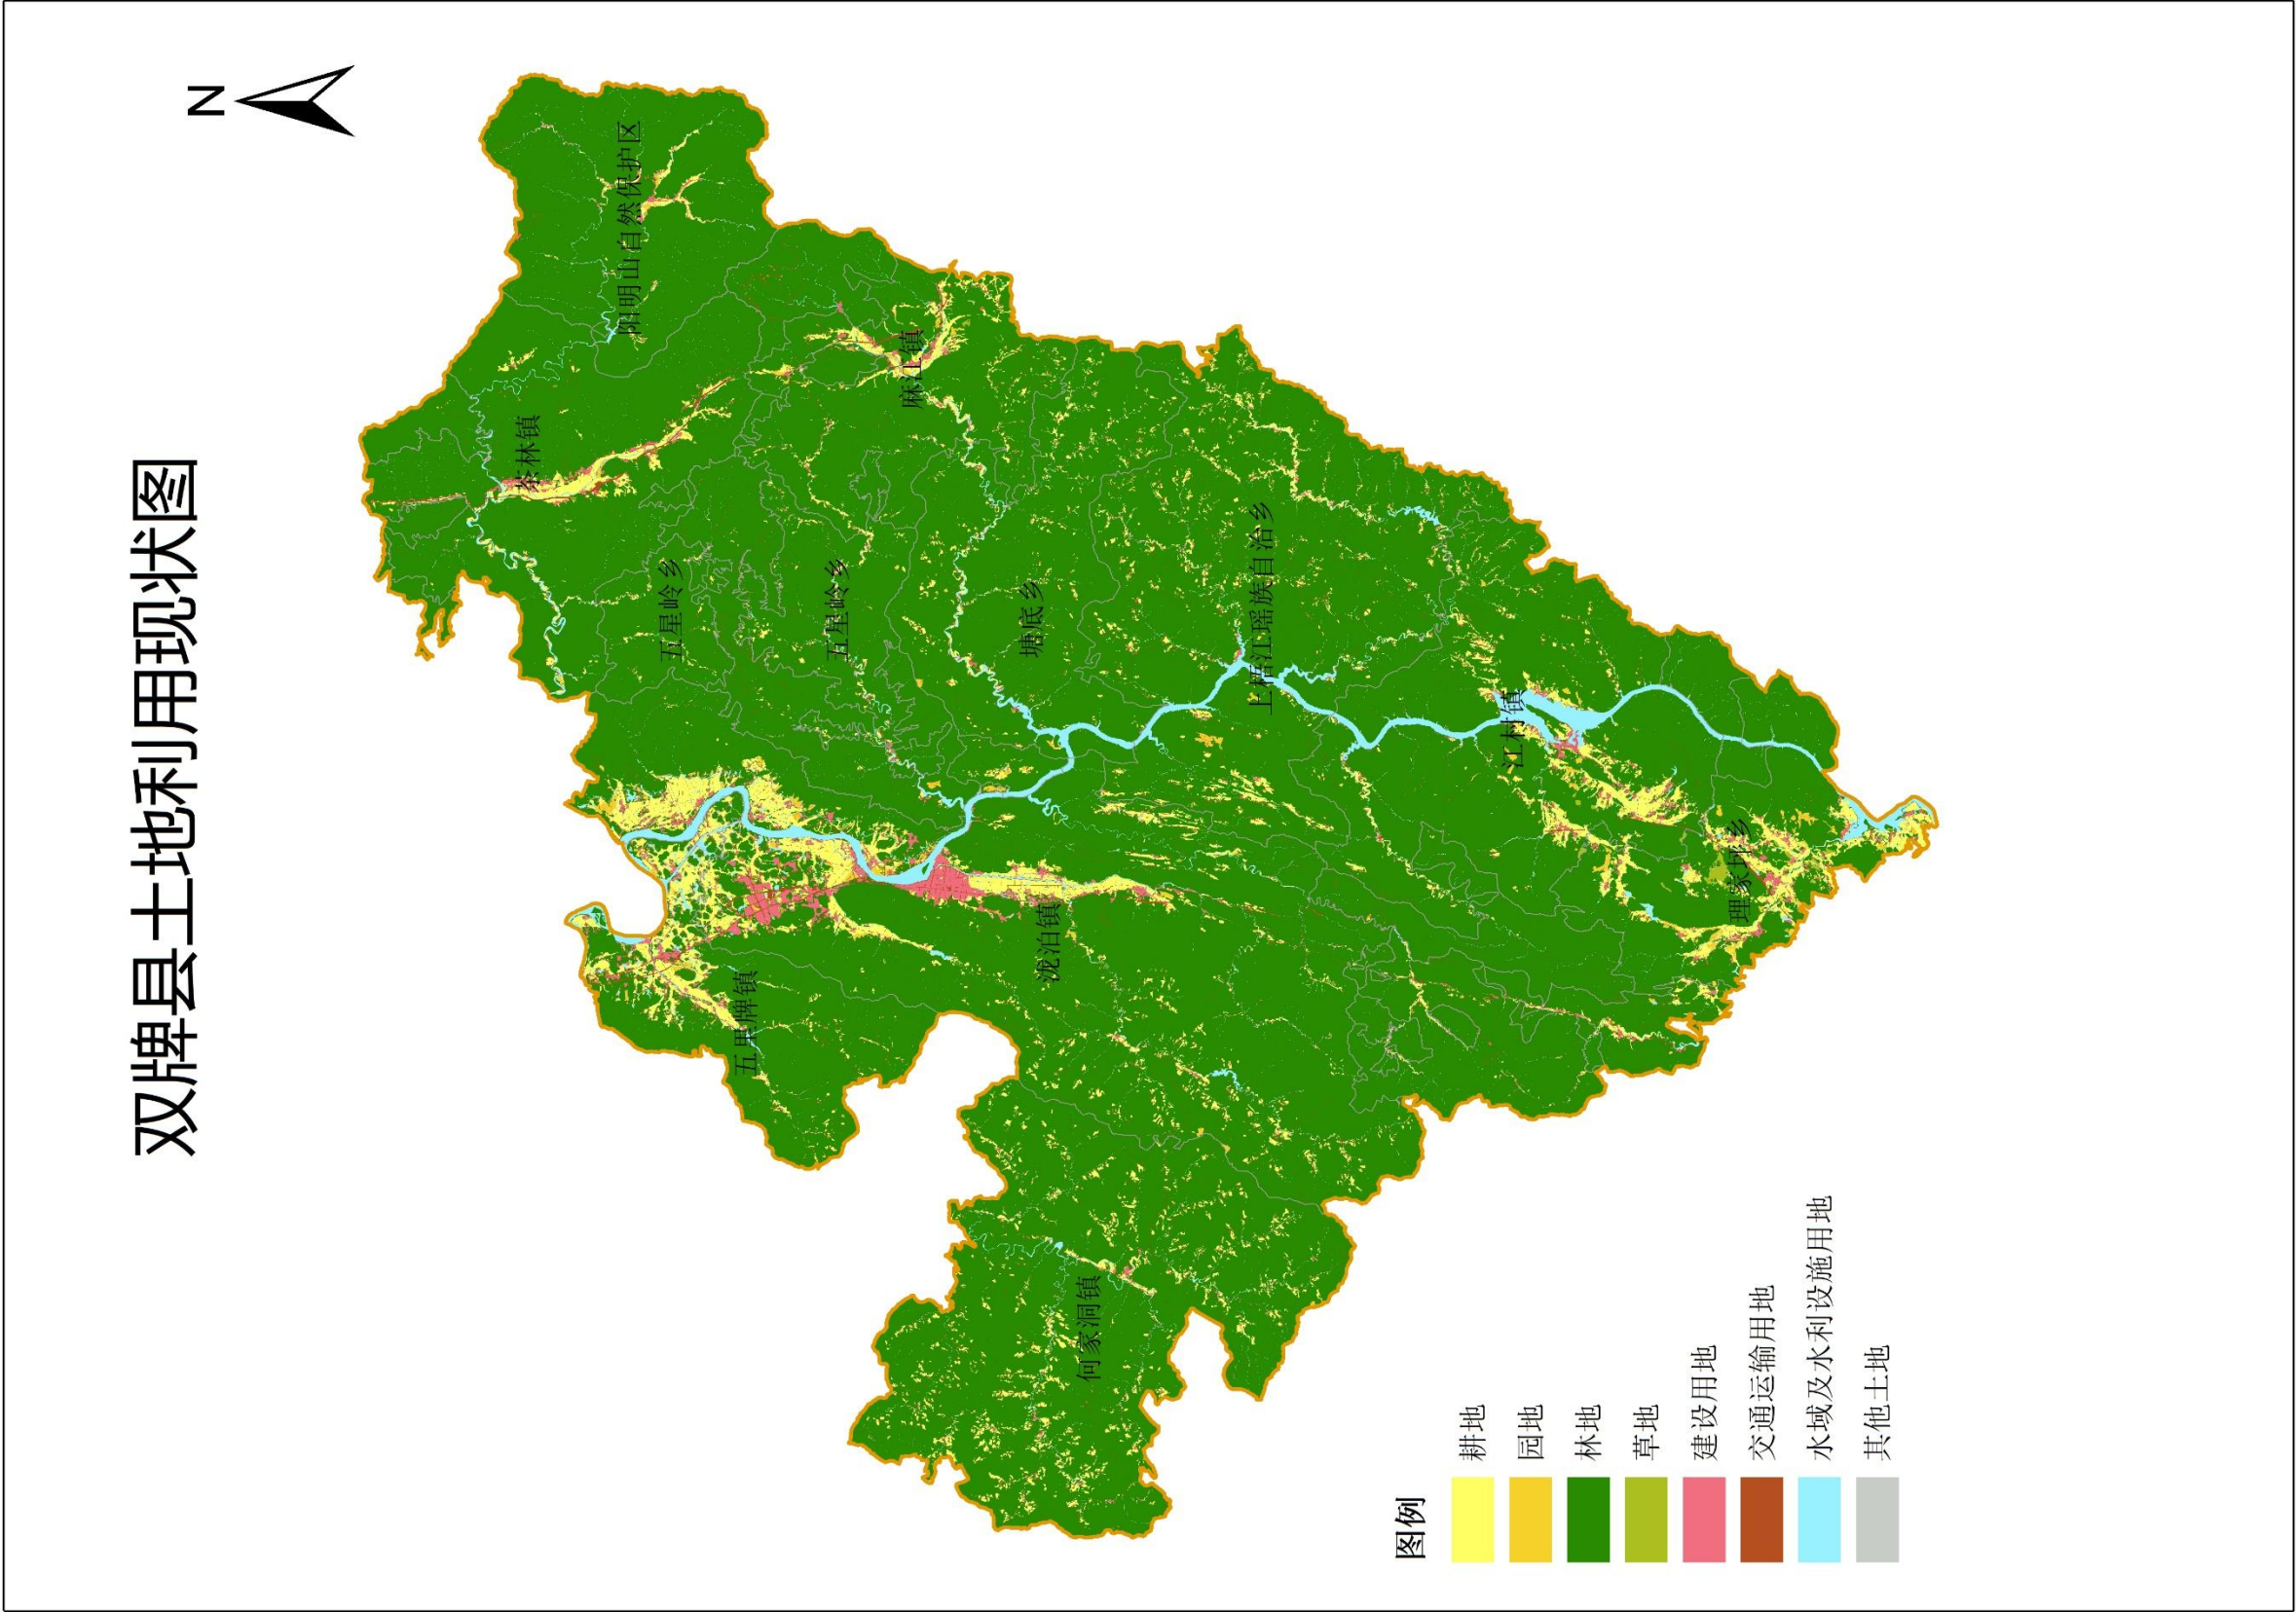 双牌县土地利用现状图
N
阳明山自然保护区
茶林镇
麻江镇
五星岭乡
五星岭乡
塘底乡
上梧江瑶族自治乡
江村镇
理家坪乡
泷泊镇
五里牌镇
何家洞镇
图例
耕地
园地
林地
草地
建设用地
交通运输用地
水域及水利设施用地
其他土地